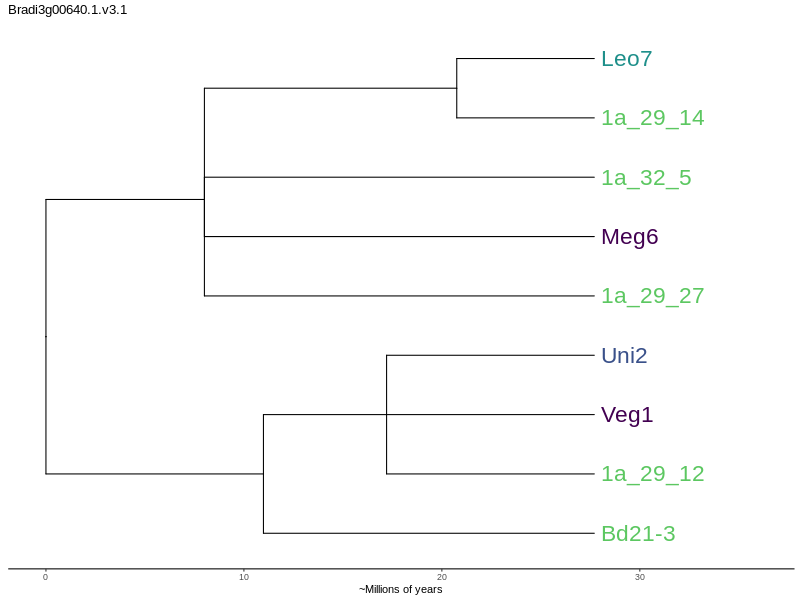 Bradi3g00640.1.v3.1
Leo7
1a_29_14
1a_32_5
Meg6
1a_29_27
Uni2
Veg1
1a_29_12
Bd21-3
0 10 20 30
~Millions of years